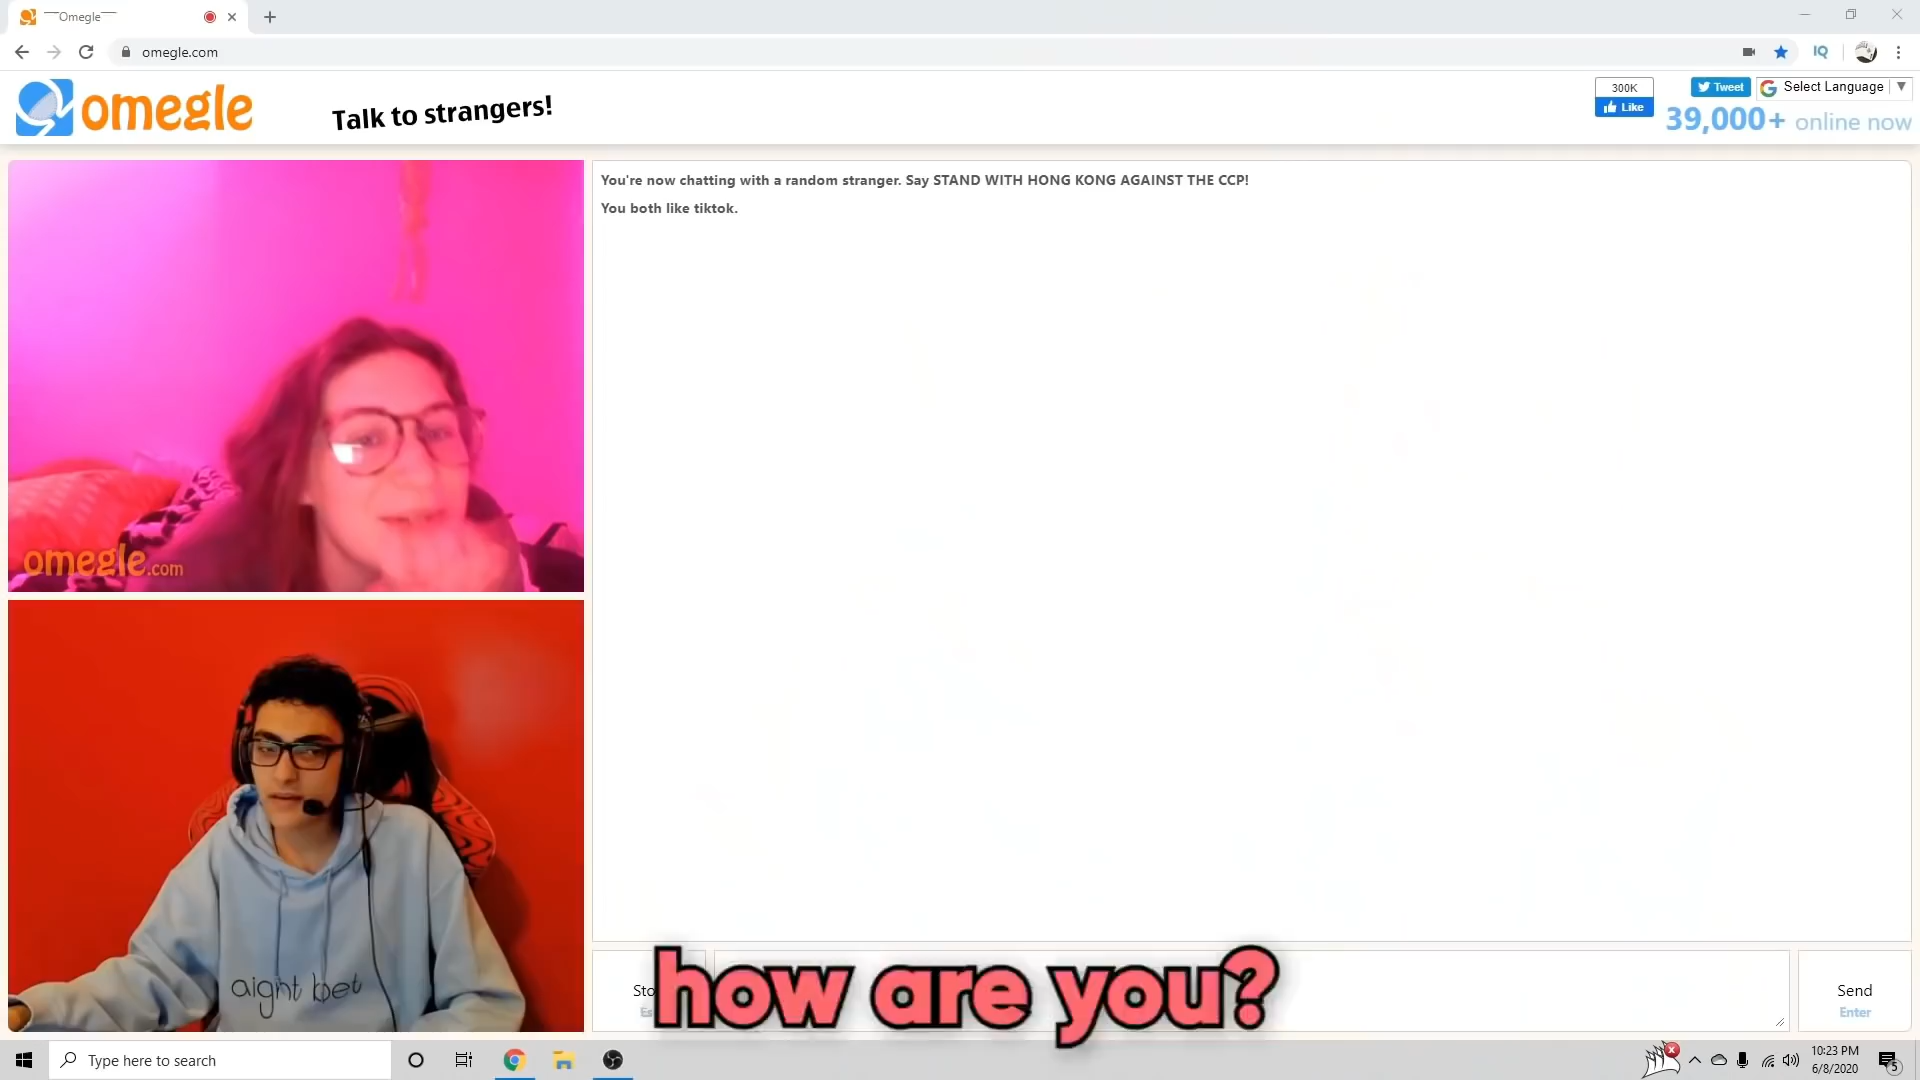 Omegle
omegle.com
IQ
omegle
Talk to strangers!
300K
Like
Tweet
Select Language
39,000+ online now
You're now chatting with a random stranger. Say STAND WITH HONG KONG AGAINST THE CCP!
You both like tiktok.
omegle.com
aight bet
how are you?
Send
Enter
Type here to search
10:23 PM
6/8/2020
5